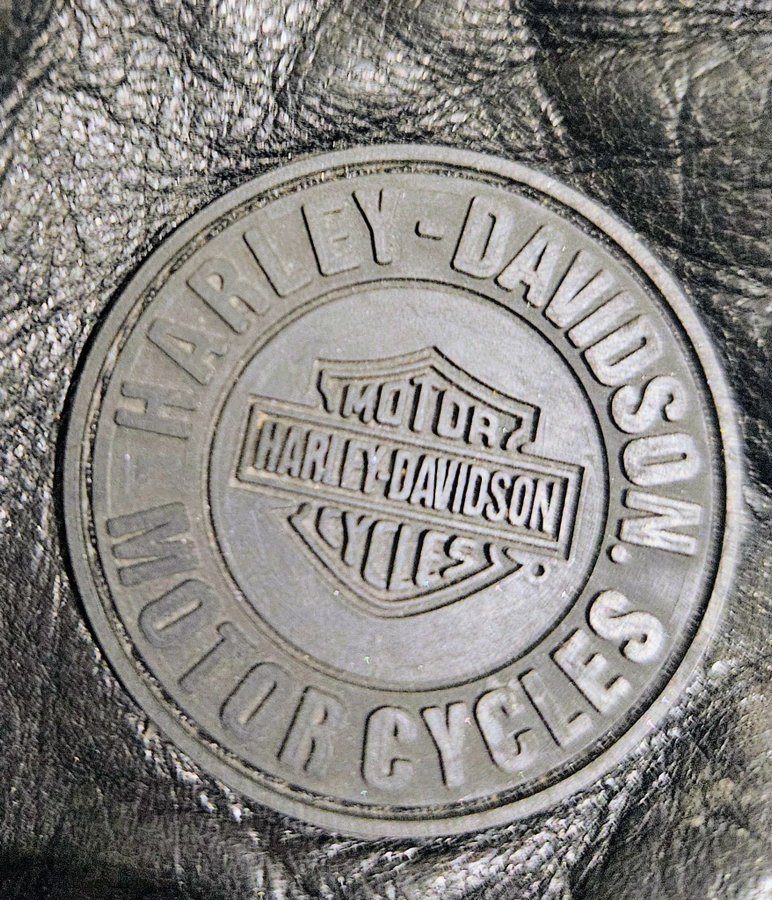 HARLEY-DAVIDSON.
MOTOR
HARLEY-DAVIDSON
CYCLES
MOTOR CYCLES